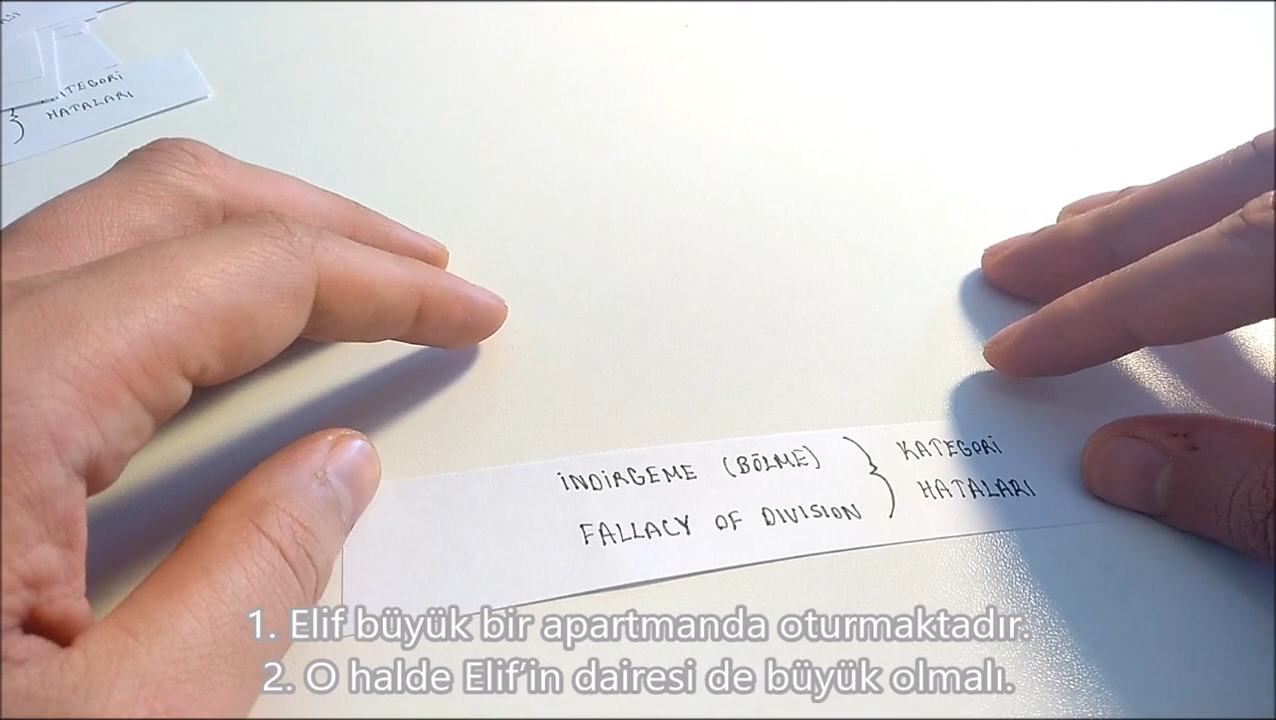 HATALARI
İNDİRGEME (BÖLME)
FALLACY OF DIVISION
KATEGORİ
HATALARI
1. Elif büyük bir apartmanda oturmaktadır.
2. O halde Elif'in dairesi de büyük olmalı.